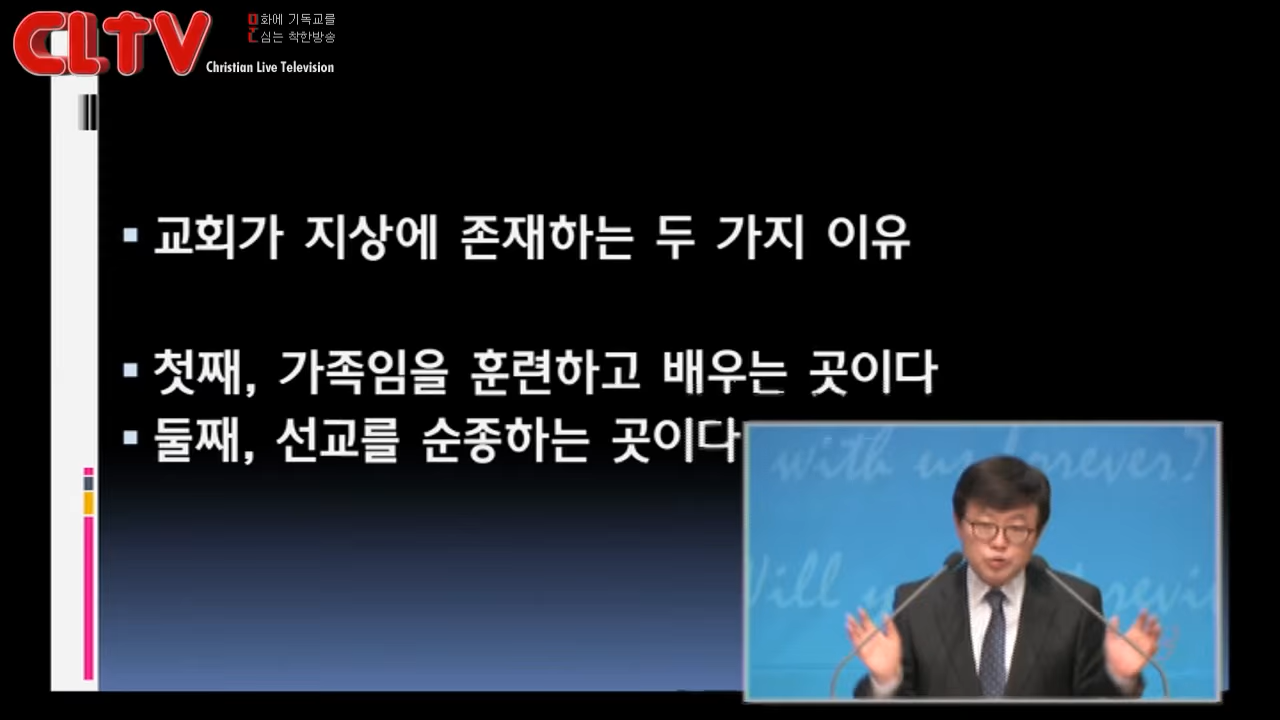 CLTV
문화에 기독교를
심는 착한방송
Christian Live Television
교회가 지상에 존재하는 두 가지 이유
첫째, 가족임을 훈련하고 배우는 곳이다
둘째, 선교를 순종하는 곳이다
with us forever?
Will